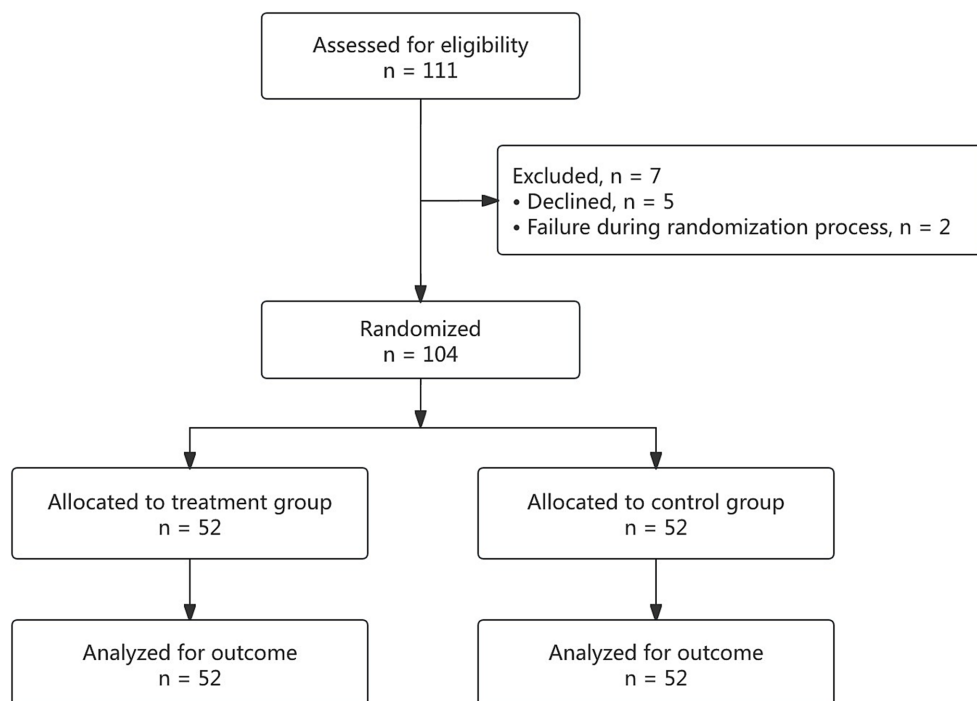 Assessed for eligibility
n = 111
Excluded, n = 7
• Declined, n = 5
• Failure during randomization process, n = 2
Randomized
n = 104
Allocated to treatment group
n = 52
Allocated to control group
n = 52
Analyzed for outcome
n = 52
Analyzed for outcome
n = 52